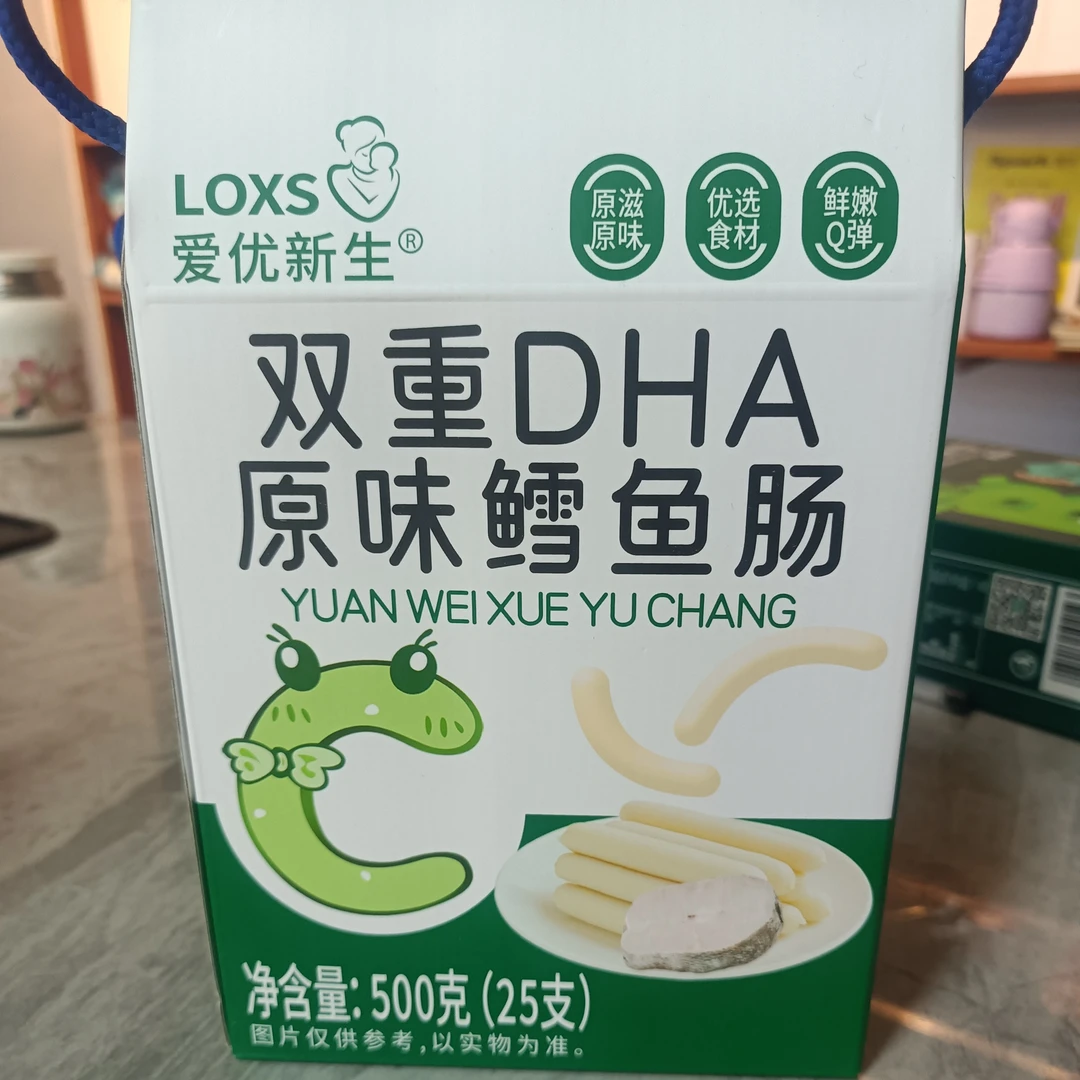 LOXS
爱优新生®
原滋
原味
优选
食材
鲜嫩
Q弹
双重DHA
原味鳕鱼肠
YUAN WEI XUE YU CHANG
净含量: 500克 (25支)
图片仅供参考,以实物为准。